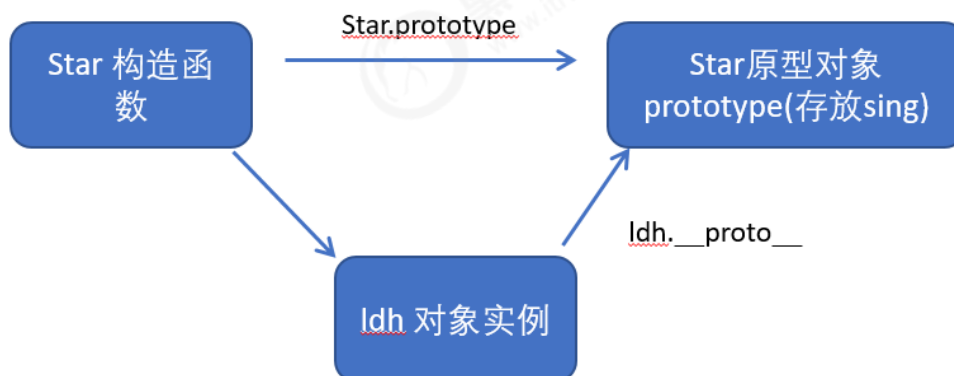 Star.prototype
Star 构造函
数
Star原型对象
prototype(存放sing)
ldh.__proto__
ldh 对象实例